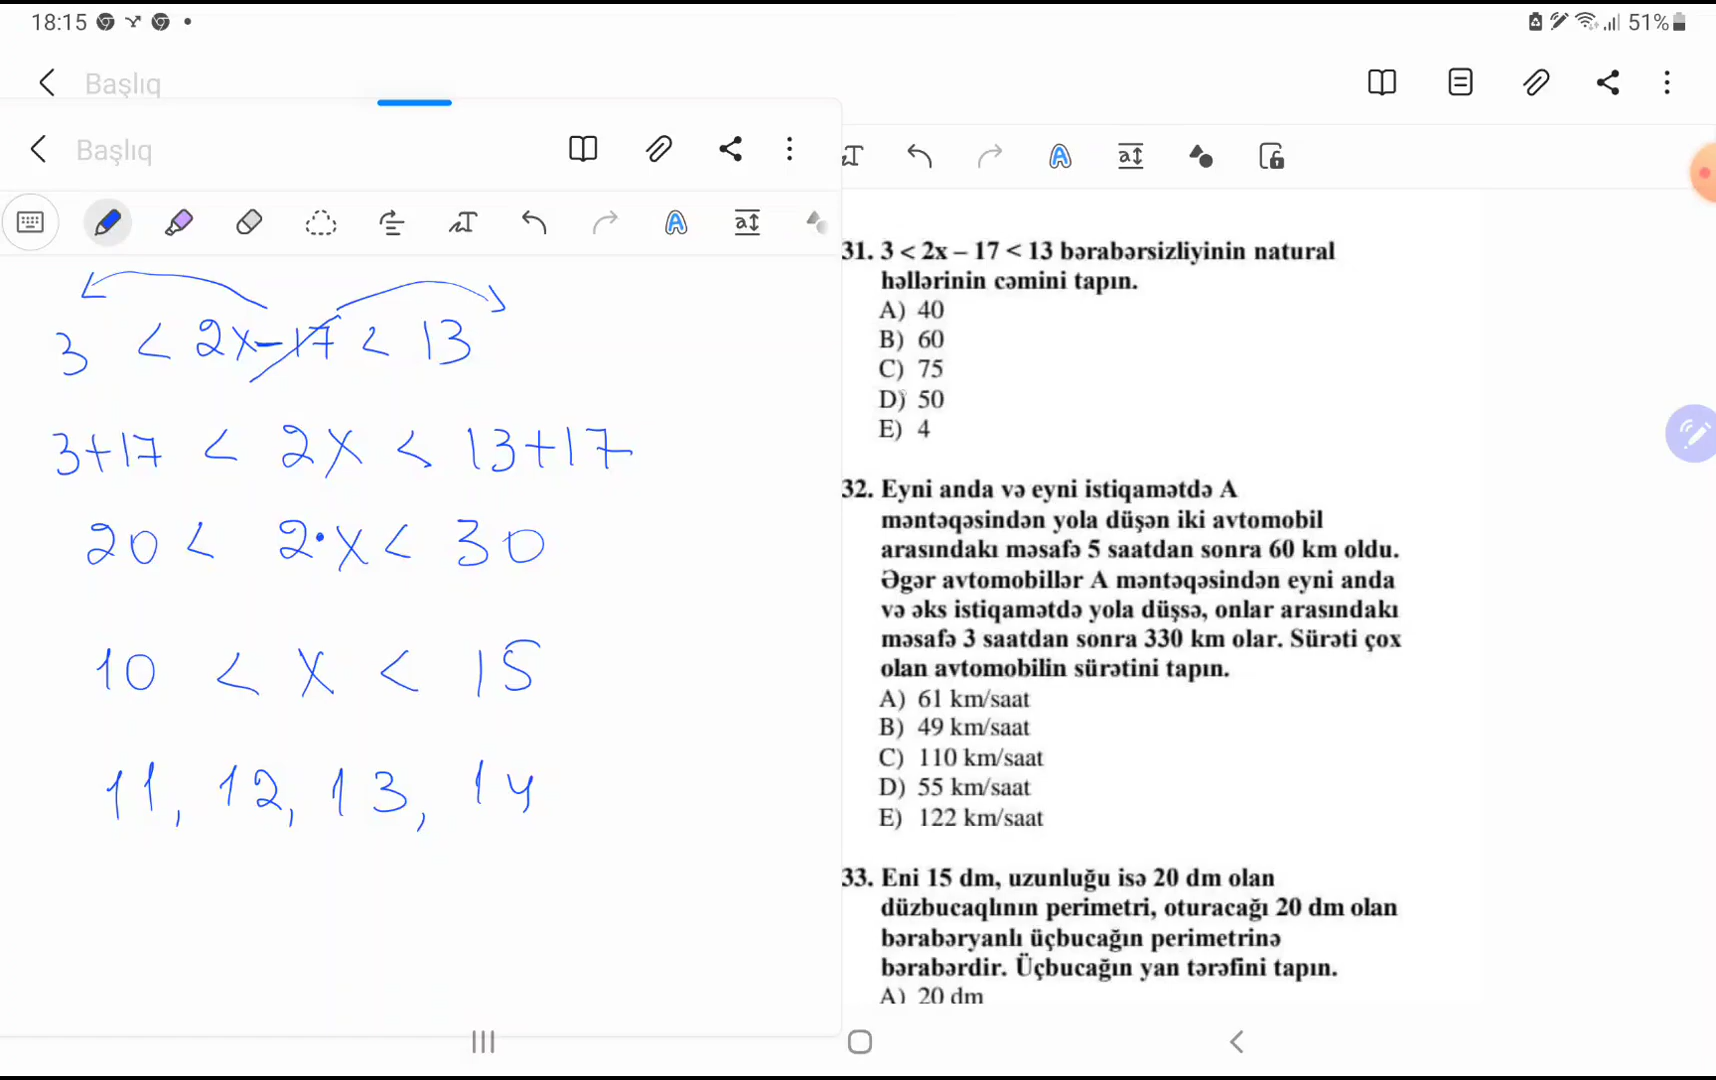 18:15
51%
Başlıq
Başlıq
3 < 2x-17 < 13
3+17 < 2x < 13+17
20 < 2·x < 30
10 < x < 15
11, 12, 13, 14
31. 3 < 2x – 17 < 13 bərabərsizliyinin natural
həllərinin cəmini tapın.
A) 40
B) 60
C) 75
D) 50
E) 4
32. Eyni anda və eyni istiqamətdə A
məntəqəsindən yola düşən iki avtomobil
arasındakı məsafə 5 saatdan sonra 60 km oldu.
Əgər avtomobillər A məntəqəsindən eyni anda
və əks istiqamətdə yola düşsə, onlar arasındakı
məsafə 3 saatdan sonra 330 km olar. Sürəti çox
olan avtomobilin sürətini tapın.
A) 61 km/saat
B) 49 km/saat
C) 110 km/saat
D) 55 km/saat
E) 122 km/saat
33. Eni 15 dm, uzunluğu isə 20 dm olan
düzbucaqlının perimetri, oturacağı 20 dm olan
bərabəryanlı üçbucağın perimetrinə
bərabərdir. Üçbucağın yan tərəfini tapın.
A) 20 dm